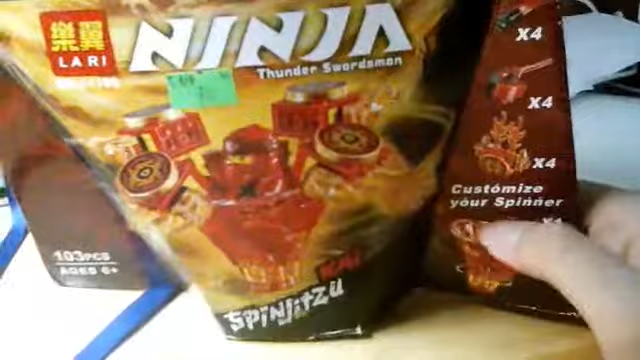 樂翼
LARI
NINJA
Thunder Swordsman
X4
X4
X4
Customize
your Spinner
103PCS
AGES 6+
KAI
SPINJITZU